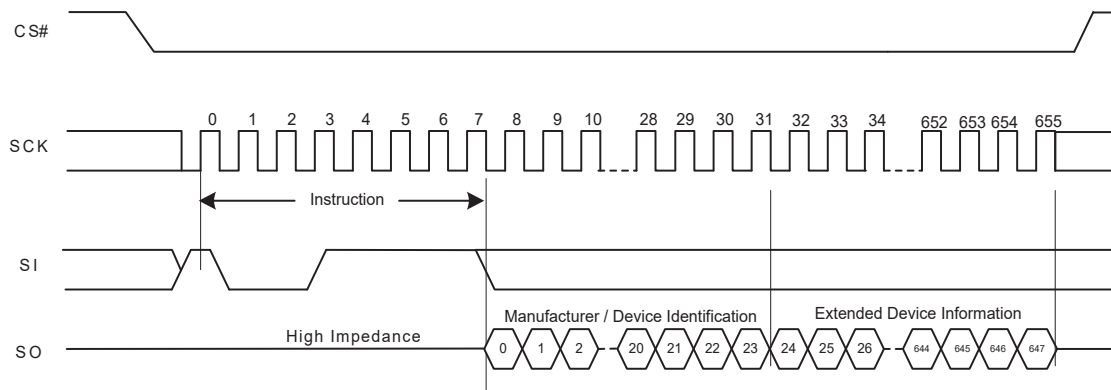 CS#
SCK
0 1 2 3 4 5 6 7 8 9 10 28 29 30 31 32 33 34 652 653 654 655
Instruction
SI
Manufacturer / Device Identification Extended Device Information
High Impedance
SO
0 1 2 20 21 22 23 24 25 26 644 645 646 647